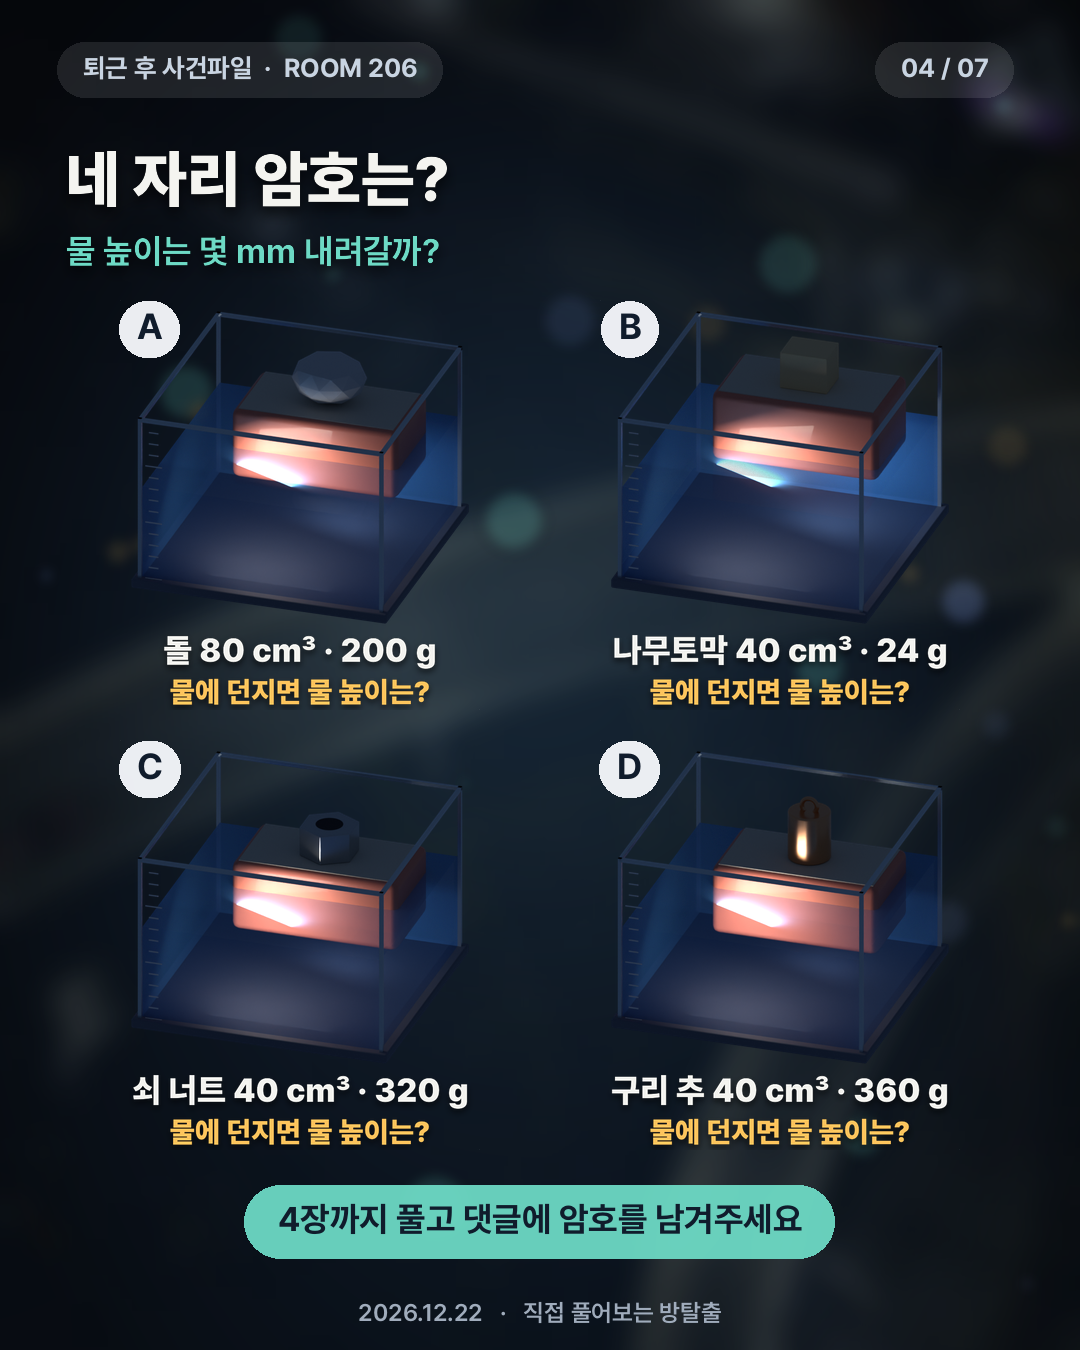 퇴근 후 사건파일 · ROOM 206
04 / 07
네 자리 암호는?
물 높이는 몇 mm 내려갈까?
A
B
돌 80 cm³ · 200 g
물에 던지면 물 높이는?
나무토막 40 cm³ · 24 g
물에 던지면 물 높이는?
C
D
쇠 너트 40 cm³ · 320 g
물에 던지면 물 높이는?
구리 추 40 cm³ · 360 g
물에 던지면 물 높이는?
4장까지 풀고 댓글에 암호를 남겨주세요
2026.12.22 · 직접 풀어보는 방탈출